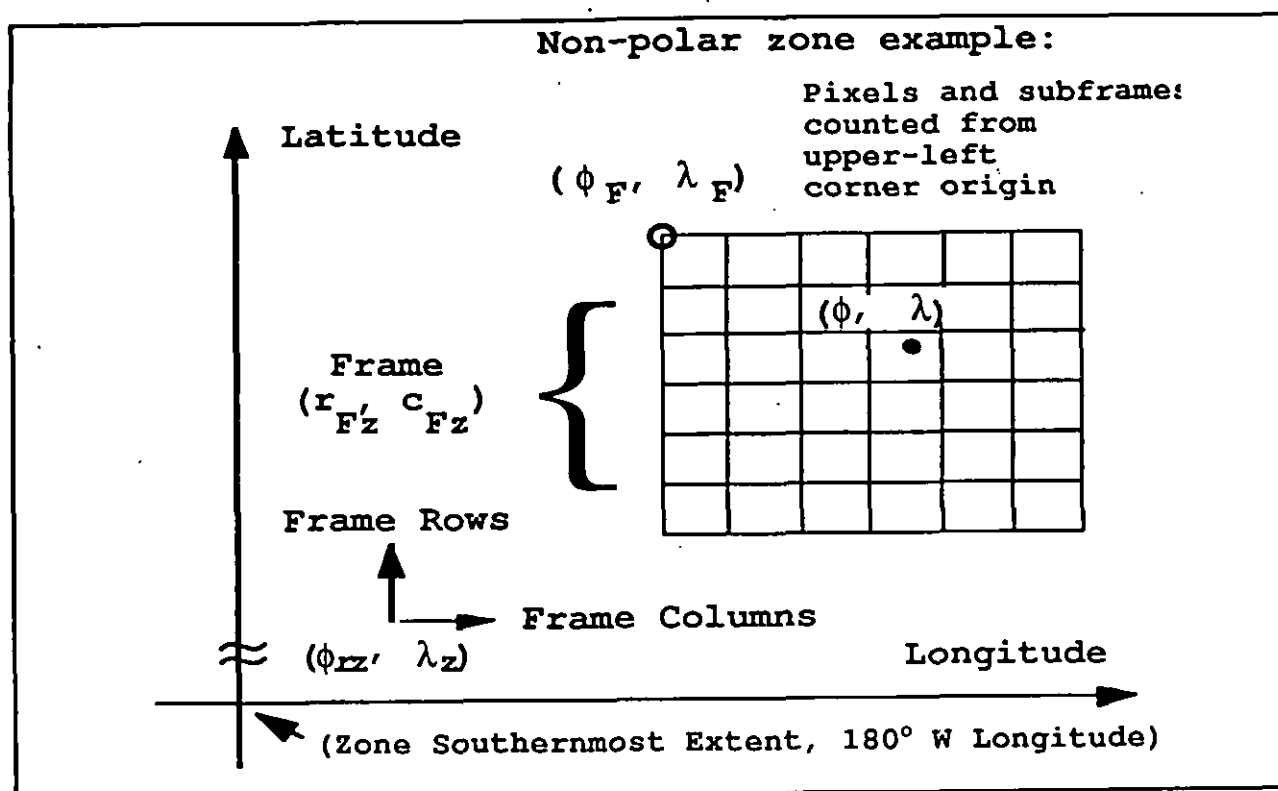 Non-polar zone example:
Pixels and subframes
counted from
upper-left
corner origin
Latitude
(ϕF, λF)
(ϕ, λ)
Frame
(rFz, cFz)
Frame Rows
Frame Columns
(ϕrz, λz)
Longitude
(Zone Southernmost Extent, 180° W Longitude)